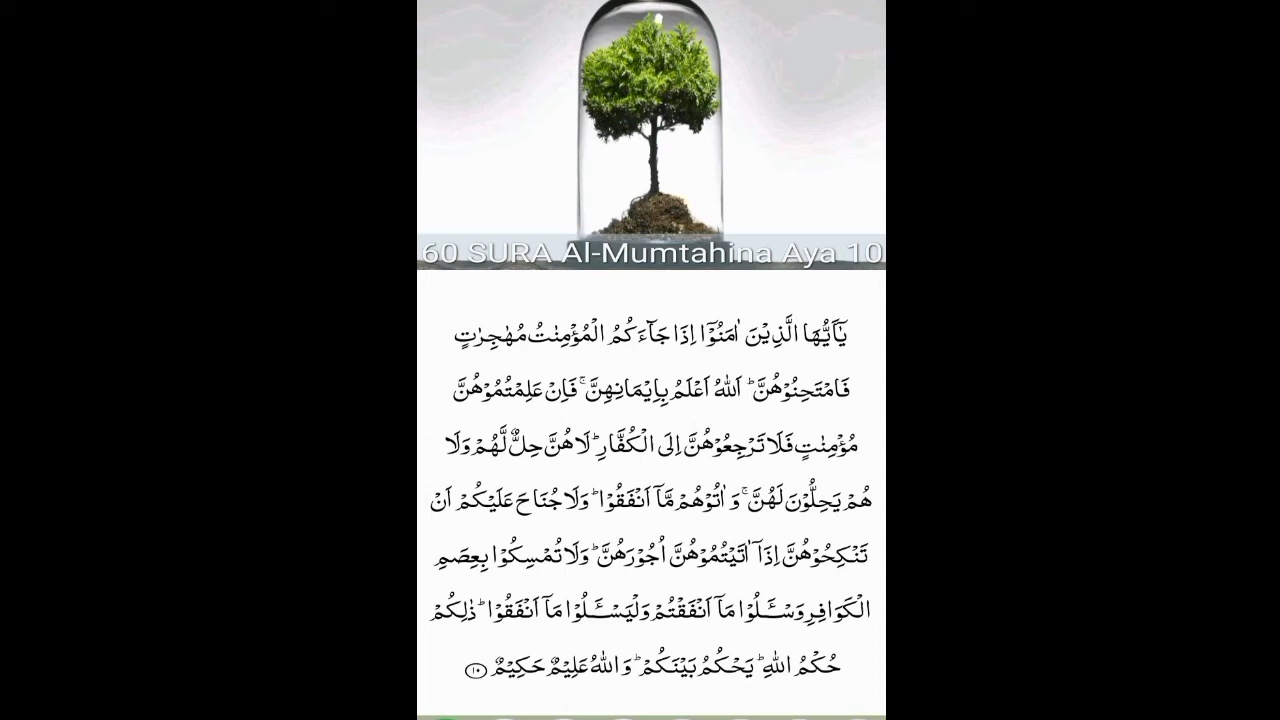 60 SURA Al-Mumtahina Aya 10
يٰۤاَيُّهَا الَّذِيْنَ اٰمَنُوْۤا اِذَا جَآءَكُمُ الْمُؤْمِنٰتُ مُهٰجِرٰتٍ
فَامْتَحِنُوْهُنَّ ؕ اَللّٰهُ اَعْلَمُ بِاِيْمَانِهِنَّ ۚ فَاِنْ عَلِمْتُمُوْهُنَّ
مُؤْمِنٰتٍ فَلَا تَرْجِعُوْهُنَّ اِلَى الْكُفَّارِ ؕ لَا هُنَّ حِلٌّ لَّهُمْ وَلَا
هُمْ يَحِلُّوْنَ لَهُنَّ ۚ وَ اٰتُوْهُمْ مَّاۤ اَنْفَقُوْا ؕ وَلَا جُنَاحَ عَلَيْكُمْ اَنْ
تَنْكِحُوْهُنَّ اِذَاۤ اٰتَيْتُمُوْهُنَّ اُجُوْرَهُنَّ ؕ وَلَا تُمْسِكُوْا بِعِصَمِ
الْكَوَافِرِ وَسْـَٔلُوْا مَاۤ اَنْفَقْتُمْ وَلْيَسْـَٔلُوْا مَاۤ اَنْفَقُوْا ؕ ذٰلِكُمْ
حُكْمُ اللّٰهِ ؕ يَحْكُمُ بَيْنَكُمْ ؕ وَاللّٰهُ عَلِيْمٌ حَكِيْمٌ ۝۱۰